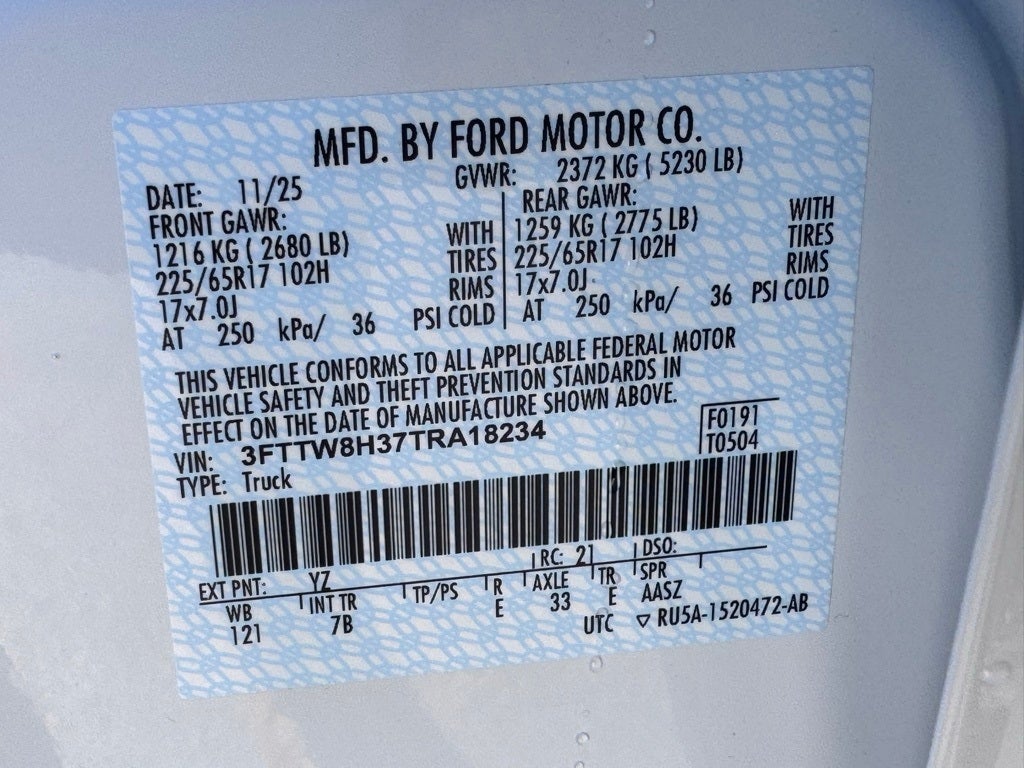 MFD. BY FORD MOTOR CO.
DATE: 11/25 GVWR: 2372 KG ( 5230 LB)
FRONT GAWR:
1216 KG ( 2680 LB) WITH
225/65R17 102H TIRES
17x7.0J RIMS
AT 250 kPa/ 36 PSI COLD
REAR GAWR:
1259 KG ( 2775 LB) WITH
225/65R17 102H TIRES
17x7.0J RIMS
AT 250 kPa/ 36 PSI COLD
THIS VEHICLE CONFORMS TO ALL APPLICABLE FEDERAL MOTOR
VEHICLE SAFETY AND THEFT PREVENTION STANDARDS IN
EFFECT ON THE DATE OF MANUFACTURE SHOWN ABOVE.
VIN: 3FTTW8H37TRA18234
TYPE: Truck
F0191
T0504
EXT PNT: YZ RC: 21 DSO:
WB INT TR TP/PS R AXLE TR SPR
121 7B E 33 E AASZ
UTC ▽ RU5A-1520472-AB